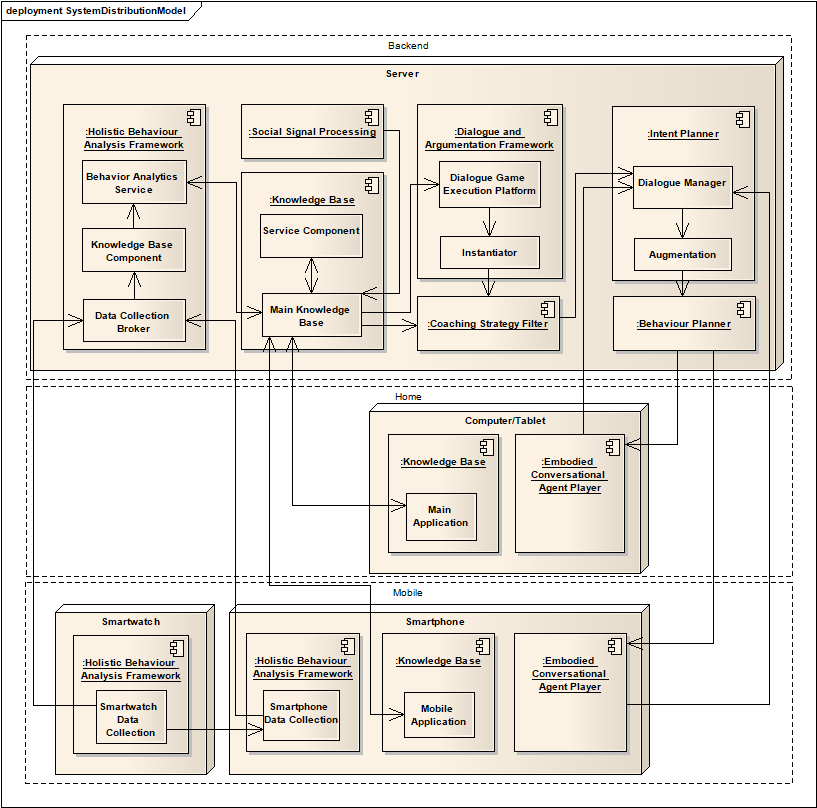 deployment SystemDistributionModel
Backend
Server
:Holistic Behaviour
Analysis Framework
Behavior Analytics
Service
Knowledge Base
Component
Data Collection
Broker
:Social Signal Processing
:Knowledge Base
Service Component
Main Knowledge
Base
:Dialogue and
Argumentation Framework
Dialogue Game
Execution Platform
Instantiator
:Coaching Strategy Filter
:Intent Planner
Dialogue Manager
Augmentation
:Behaviour Planner
Home
Computer/Tablet
:Knowledge Base
Main
Application
:Embodied
Conversational
Agent Player
Mobile
Smartwatch
:Holistic Behaviour
Analysis Framework
Smartwatch
Data
Collection
Smartphone
:Holistic Behaviour
Analysis Framework
Smartphone
Data Collection
:Knowledge Base
Mobile
Application
:Embodied
Conversational
Agent Player